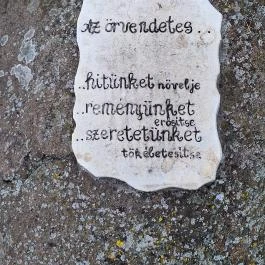 Az örvendetes . .
..hitünket növelje
..reményünket
erősítse
..szeretetünket
tökéletesítse